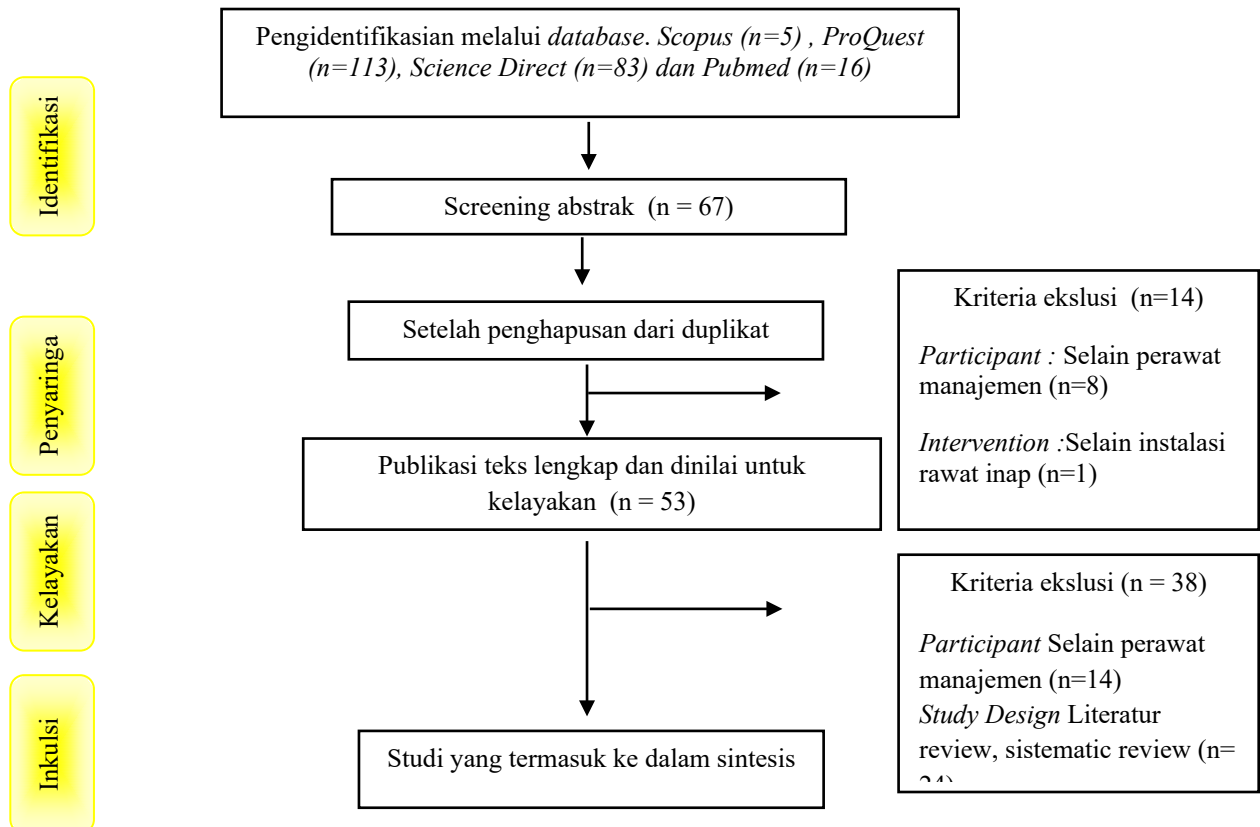 Pengidentifikasian melalui database. Scopus (n=5) , ProQuest
(n=113), Science Direct (n=83) dan Pubmed (n=16)
Identifikasi
Screening abstrak (n = 67)
Setelah penghapusan dari duplikat
Penyaringa
Kriteria ekslusi (n=14)
Participant : Selain perawat
manajemen (n=8)
Intervention :Selain instalasi
rawat inap (n=1)
Publikasi teks lengkap dan dinilai untuk
kelayakan (n = 53)
Kelayakan
Kriteria ekslusi (n = 38)
Participant Selain perawat
manajemen (n=14)
Study Design Literatur
review, sistematic review (n=
24)
Inkulsi
Studi yang termasuk ke dalam sintesis